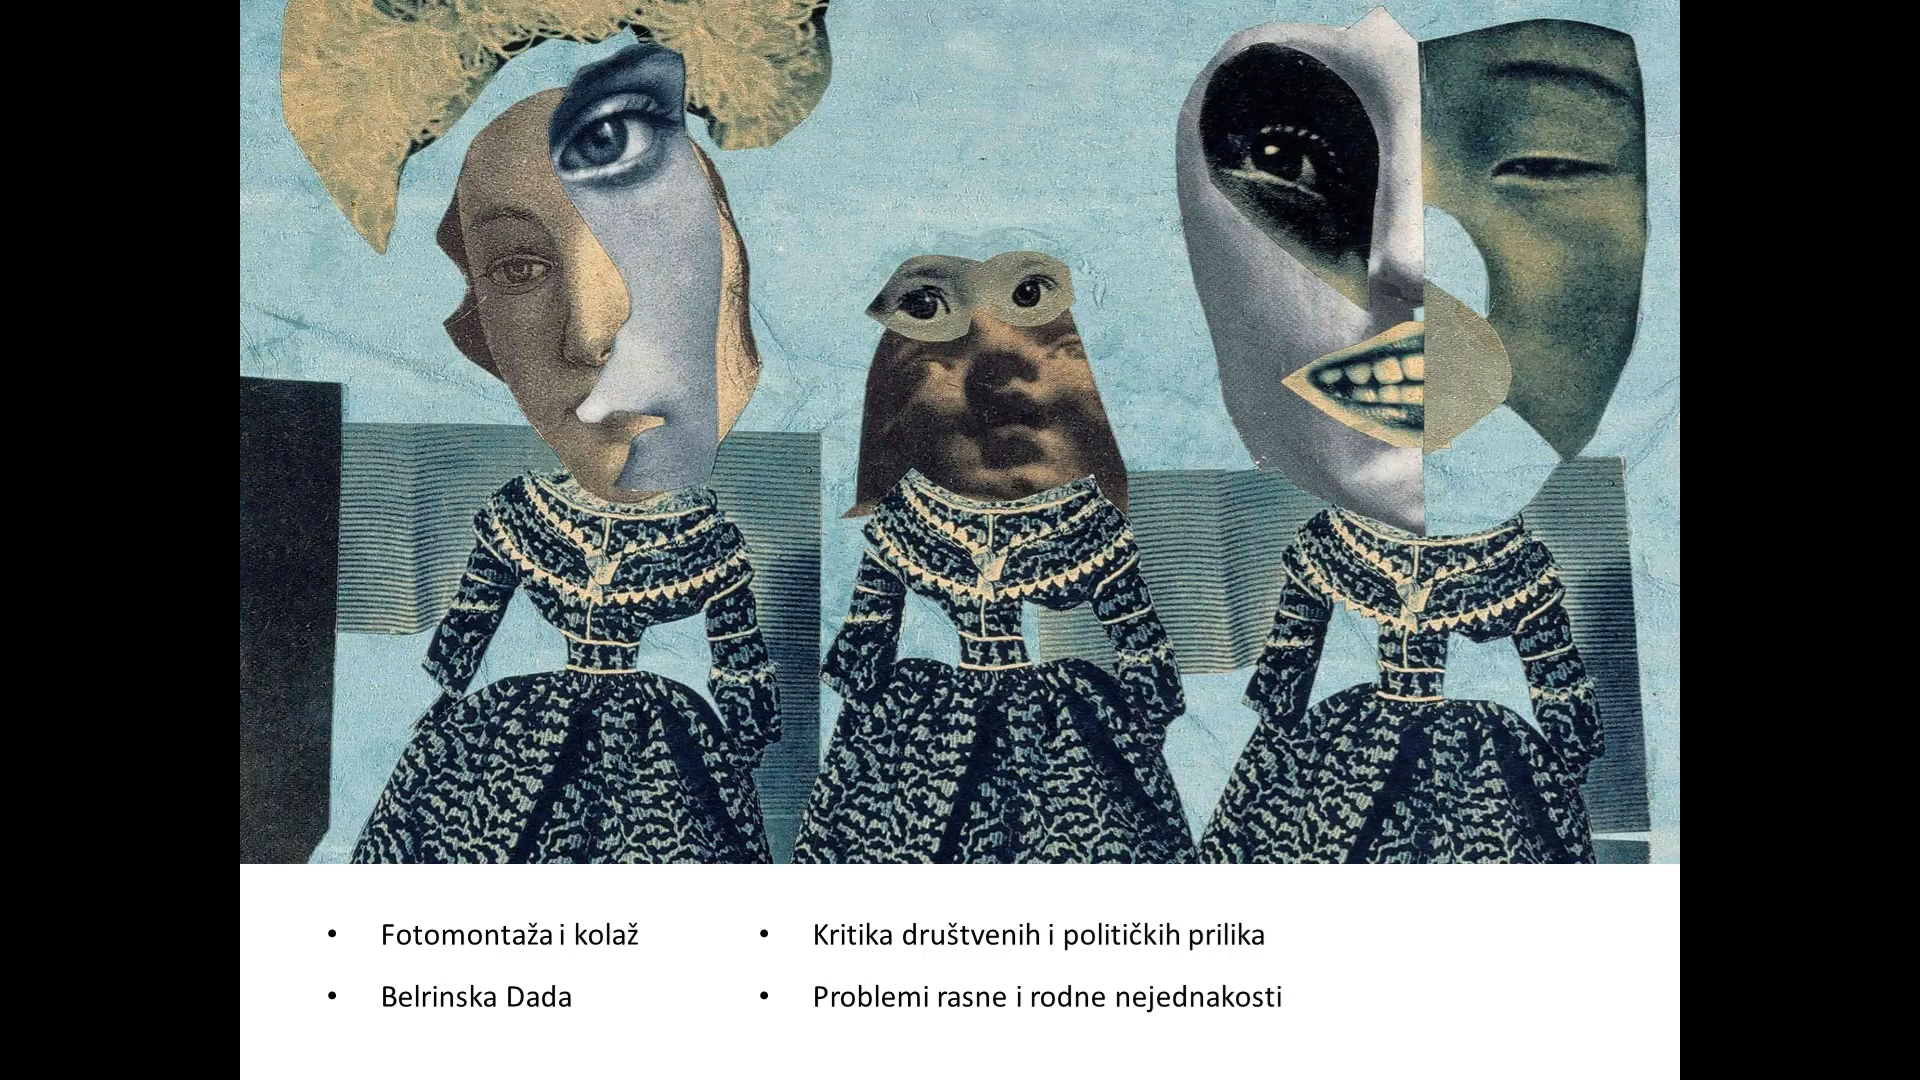 • Fotomontaža i kolaž
• Belrinska Dada
• Kritika društvenih i političkih prilika
• Problemi rasne i rodne nejednakosti